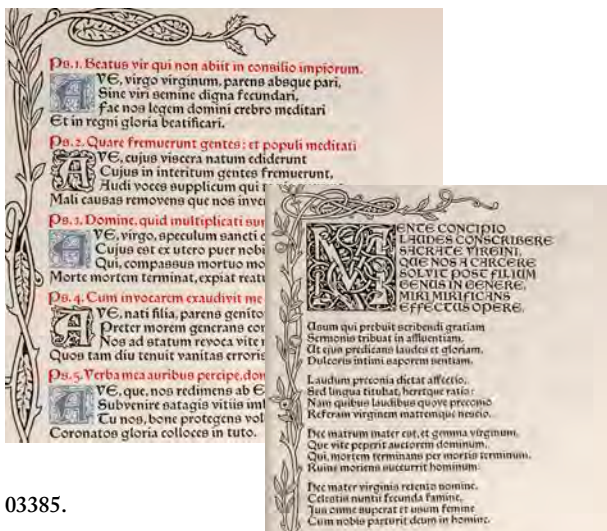 Ps. 1. Beatus vir qui non abiit in consilio impiorum.
AVE, virgo virginum, parens absque pari,
Sine viri semine digna fecundari,
Fac nos legem domini crebro meditari
Et in regni gloria beatificari.
Ps. 2. Quare fremuerunt gentes: et populi meditati
AVE, cujus viscera natum ediderunt
Cujus in interitum gentes fremuerunt,
Audi voces supplicum qui
Mali causas removens que nos
Ps. 3. Domine, quid multiplicati
AVE, virgo, speculum sancti
Cujus est ex utero puer
Qui, compassus mortuo
Morte mortem terminat, expiat
Ps. 4. Cum invocarem exaudivit me
AVE, nati filia, parens
Preter morem generans
Nos ad statum revoca vite
Quos tam diu tenuit vanitas erroris
Ps. 5. Verba mea auribus percipe,
AVE, que, nos redimens ab
Subvenire satagis vitiis
Tu nos, bone protegens
Coronatos gloria colloces in tuto.
MENTE CONCIPIO
LAUDES CONSCRIBERE
SACRATE VIRGINI,
QUE NOS A CARCERE
SOLVIT POST FILIUM
GENUS IN GENERE,
MIRI MIRIFICANS
EFFECTUS OPERE.
Usum qui prebuit scribendi gratiam
Sermonis tribuat in affluentiam,
Ut ejus predicans laudes et gloriam,
Dulcoris intimi saporem sentiam.
Laudum preconia dictat affectio,
Sed lingua titubat, heretque ratio:
Nam quibus laudibus quove preconio
Referam virginem matremque nescio.
Hec matrum mater est, et gemma virginum,
Que vite peperit auctorem dominum,
Qui, mortem terminans per mortis terminum,
Ruine moriens succurrit hominum.
Hec mater virginis retento nomine,
Celestis nuntii fecunda famine,
Jus omne superat et usum femine
Cum nobis parturit deum in homine.
03385.